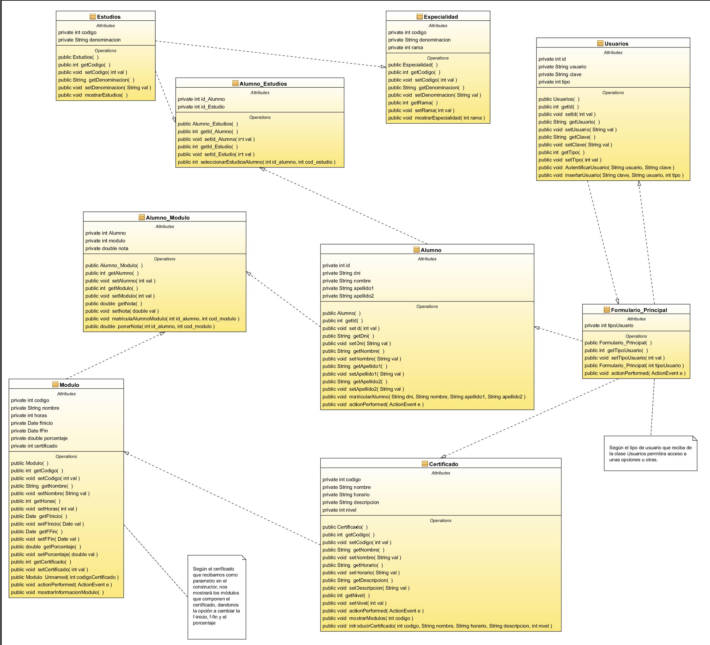 Estudios
Attributes
private int codigo
private String denominacion
Operations
public Estudios( )
public int getCodigo( )
public void setCodigo( int val )
public String getDenominacion( )
public void setDenominacion( String val )
public void mostrarEstudios( )
Especialidad
Attributes
private int codigo
private String denominacion
private int rama
Operations
public Especialidad( )
public int getCodigo( )
public void setCodigo( int val )
public String getDenominacion( )
public void setDenominacion( String val )
public int getRama( )
public void setRama( int val )
public void mostrarEspecialidad( int rama )
Usuarios
Attributes
private int id
private String usuario
private String clave
private int tipo
Operations
public Usuarios( )
public int getId( )
public void setId( int val )
public String getUsuario( )
public void setUsuario( String val )
public String getClave( )
public void setClave( String val )
public int getTipo( )
public void setTipo( int val )
public void AutentificarUsuario( String usuario, String clave )
public void insertarUsuario( String clave, String usuario, int tipo )
Alumno_Estudios
Attributes
private int id_Alumno
private int id_Estudio
Operations
public Alumno_Estudios( )
public int getId_Alumno( )
public void setId_Alumno( int val )
public int getId_Estudio( )
public void setId_Estudio( int val )
public int seleccionarEstudiosAlumno( int id_alumno, int cod_estudio )
Alumno_Modulo
Attributes
private int Alumno
private int modulo
private double nota
Operations
public Alumno_Modulo( )
public int getAlumno( )
public void setAlumno( int val )
public int getModulo( )
public void setModulo( int val )
public double getNota( )
public void setNota( double val )
public void matriculaAlumnoModulo( int id_alumno, int cod_modulo )
public double ponerNota( int id_alumno, int cod_modulo )
Alumno
Attributes
private int id
private String dni
private String nombre
private String apellido1
private String apellido2
Operations
public Alumno( )
public int getId( )
public void set d( int val )
public String getDni( )
public void setDni( String val )
public String getNombre( )
public void setNombre( String val )
public String getApellido1( )
public void setApellido1( String val )
public String getApellido2( )
public void setApellido2( String val )
public void matricularAlumno( String dni, String nombre, String apellido1, String apellido2 )
public void actionPerformed( ActionEvent e )
Formulario_Principal
Attributes
private int tipoUsuario
Operations
public Formulario_Principal( )
public int getTipoUsuario( )
public void setTipoUsuario( int val )
public Formulario_Principal( int tipoUsuario )
public void actionPerformed( ActionEvent e )
Modulo
Attributes
private int codigo
private String nombre
private int horas
private Date fInicio
private Date fFin
private double porcentaje
private int certificado
Operations
public Modulo( )
public int getCodigo( )
public void setCodigo( int val )
public String getNombre( )
public void setNombre( String val )
public int getHoras( )
public void setHoras( int val )
public Date getFInicio( )
public void setFInicio( Date val )
public Date getFFin( )
public void setFFin( Date val )
public double getPorcentaje( )
public void setPorcentaje( double val )
public int getCertificado( )
public void setCertificado( int val )
public Modulo Unnamed( int codigoCertificado )
public void actionPerformed( ActionEvent e )
public void mostrarInformacionModulo( )
Según el tipo de usuario que reciba de
la clase Usuarios permitira acceso a
unas opciones u otras.
Certificado
Attributes
private int codigo
private String nombre
private String horario
private String descripcion
private int nivel
Operations
public Certificado( )
public int getCodigo( )
public void setCodigo( int val )
public String getNombre( )
public void setNombre( String val )
public String getHorario( )
public void setHorario( String val )
public String getDescripcion( )
public void setDescripcion( String val )
public int getNivel( )
public void setNivel( int val )
public void actionPerformed( ActionEvent e )
public void mostrarModulos( int codigo )
public void introducirCertificado( int codigo, String nombre, String horario, String descripcion, int nivel )
Según el cerificado
que recibamos como
parametro en el
constructor, nos
mostrará los módulos
que componen el
certificado, dandonos
la opción a cambiar la
f-inicio, f-fin y el
porcentaje